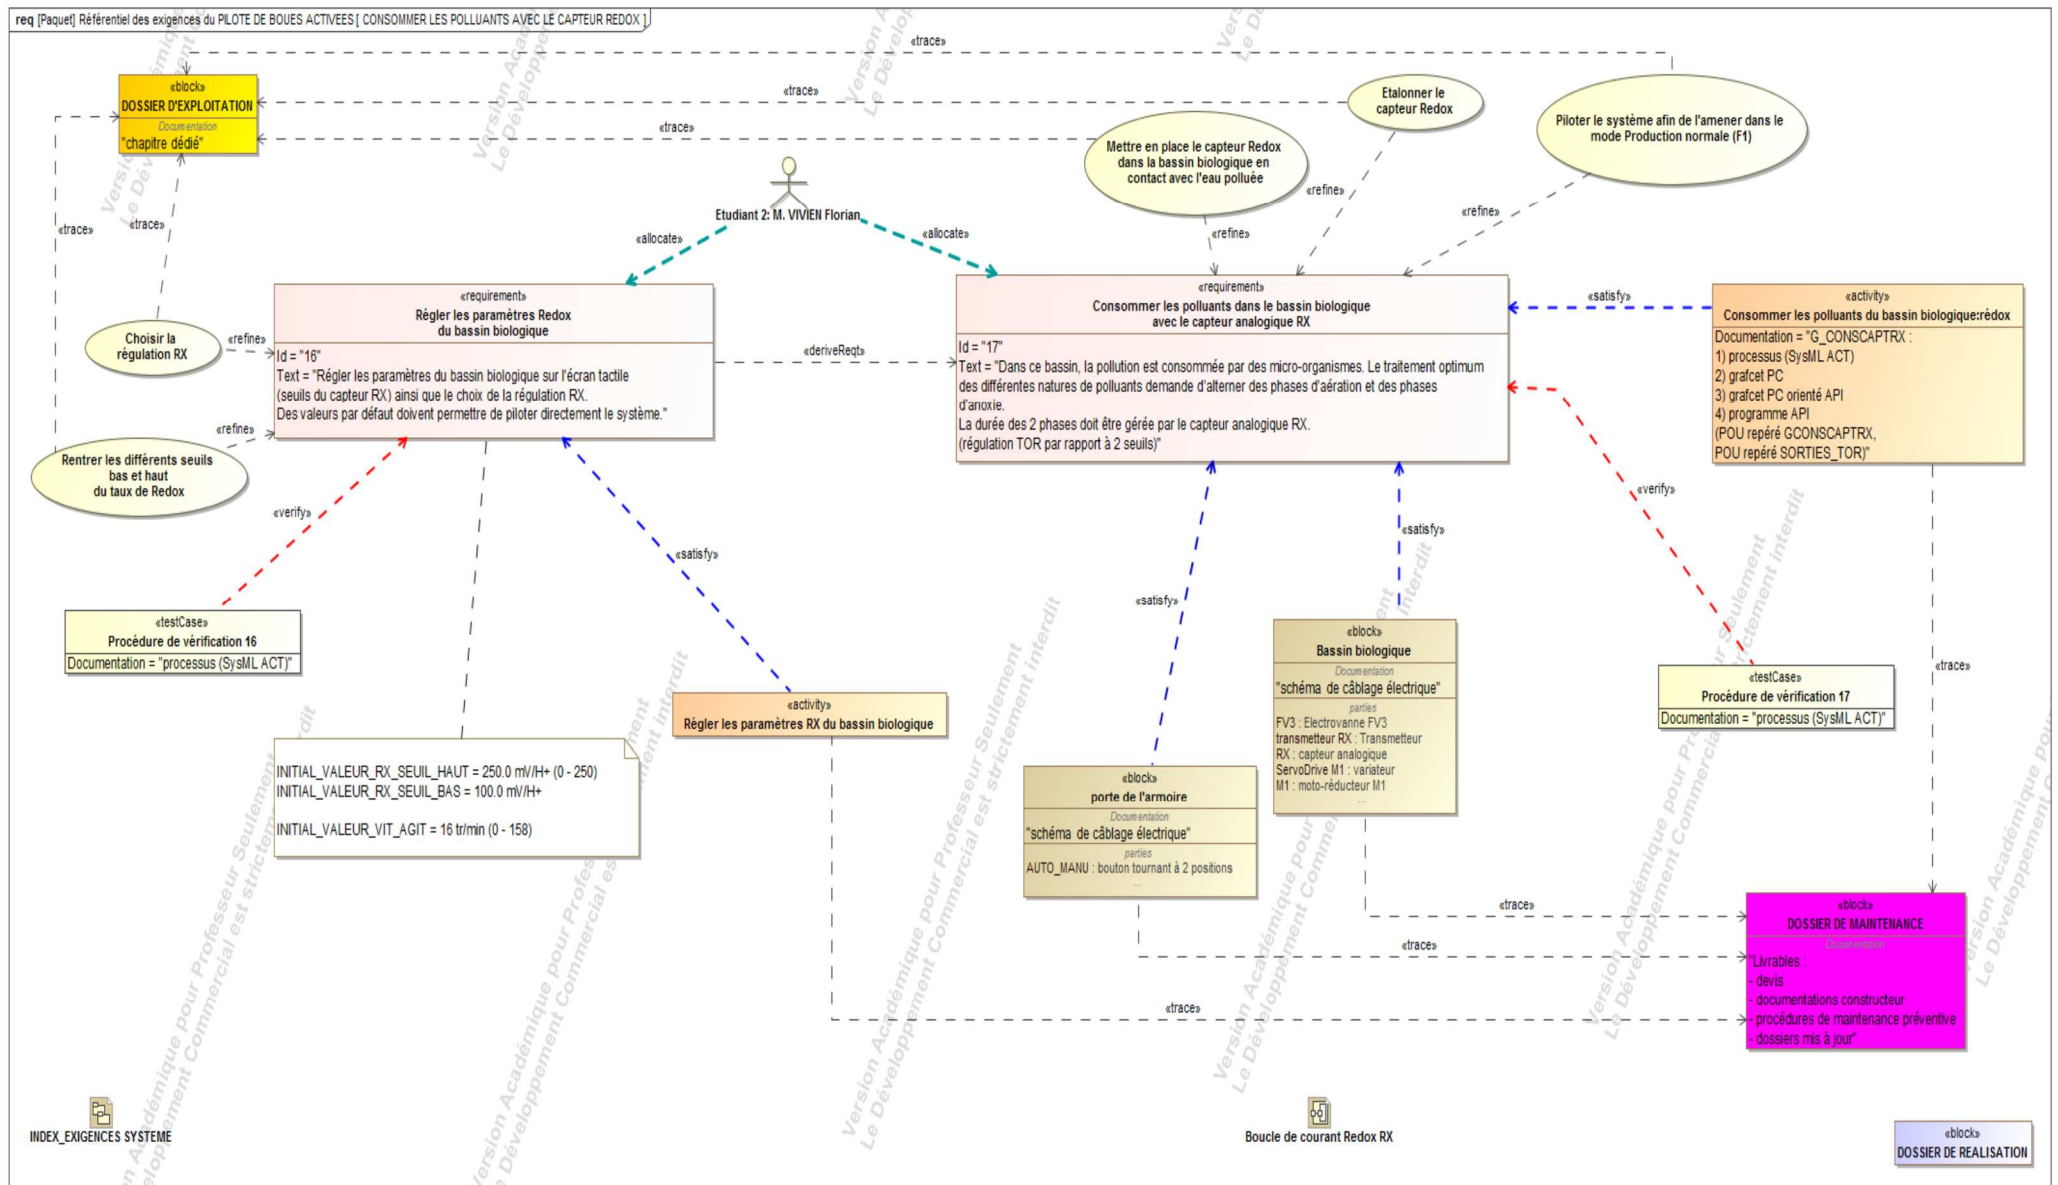 req [Paquet] Référentiel des exigences du PILOTE DE BOUES ACTIVEES [ CONSOMMER LES POLLUANTS AVEC LE CAPTEUR REDOX ]
«trace»
«block»
DOSSIER D'EXPLOITATION
Documentation
"chapitre dédié"
«trace»
Etalonner le
capteur Redox
Piloter le système afin de l'amener dans le
mode Production normale (F1)
«trace»
Mettre en place le capteur Redox
dans la bassin biologique en
contact avec l'eau polluée
Etudiant 2: M. VIVIEN Florian
«trace»
«trace»
«allocate»
«allocate»
«refine»
«refine»
«refine»
«requirement»
Régler les paramètres Redox
du bassin biologique
Id = "16"
Text = "Régler les paramètres du bassin biologique sur l'écran tactile
(seuils du capteur RX) ainsi que le choix de la régulation RX.
Des valeurs par défaut doivent permettre de piloter directement le système."
Choisir la
régulation RX
«refine»
«refine»
Rentrer les différents seuils
bas et haut
du taux de Redox
«deriveReqt»
«requirement»
Consommer les polluants dans le bassin biologique
avec le capteur analogique RX
Id = "17"
Text = "Dans ce bassin, la pollution est consommée par des micro-organismes. Le traitement optimum
des différentes natures de polluants demande d'alterner des phases d'aération et des phases
d'anoxie.
La durée des 2 phases doit être gérée par le capteur analogique RX.
(régulation TOR par rapport à 2 seuils)"
«satisfy»
«activity»
Consommer les polluants du bassin biologique:rédox
Documentation = "G_CONSCAPTRX :
1) processus (SysML ACT)
2) grafcet PC
3) grafcet PC orienté API
4) programme API
(POU repéré GCONSCAPTRX,
POU repéré SORTIES_TOR)"
«verify»
«satisfy»
«satisfy»
«satisfy»
«verify»
«trace»
«testCase»
Procédure de vérification 16
Documentation = "processus (SysML ACT)"
«activity»
Régler les paramètres RX du bassin biologique
«block»
Bassin biologique
Documentation
"schéma de câblage électrique"
parties
FV3 : Electrovanne FV3
transmetteur RX : Transmetteur
RX : capteur analogique
ServoDrive M1 : variateur
M1 : moto-réducteur M1
...
«testCase»
Procédure de vérification 17
Documentation = "processus (SysML ACT)"
INITIAL_VALEUR_RX_SEUIL_HAUT = 250.0 mV/H+ (0 - 250)
INITIAL_VALEUR_RX_SEUIL_BAS = 100.0 mV/H+
INITIAL_VALEUR_VIT_AGIT = 16 tr/min (0 - 158)
«block»
porte de l'armoire
Documentation
"schéma de câblage électrique"
parties
AUTO_MANU : bouton tournant à 2 positions
...
«trace»
«trace»
«trace»
«block»
DOSSIER DE MAINTENANCE
Documentation
"Livrables :
- devis
- documentations constructeur
- procédures de maintenance préventive
- dossiers mis à jour"
INDEX_EXIGENCES SYSTEME
Boucle de courant Redox RX
«block»
DOSSIER DE REALISATION
Version Académique pour Professeur Seulement
Le Développement Commercial est strictement interdit